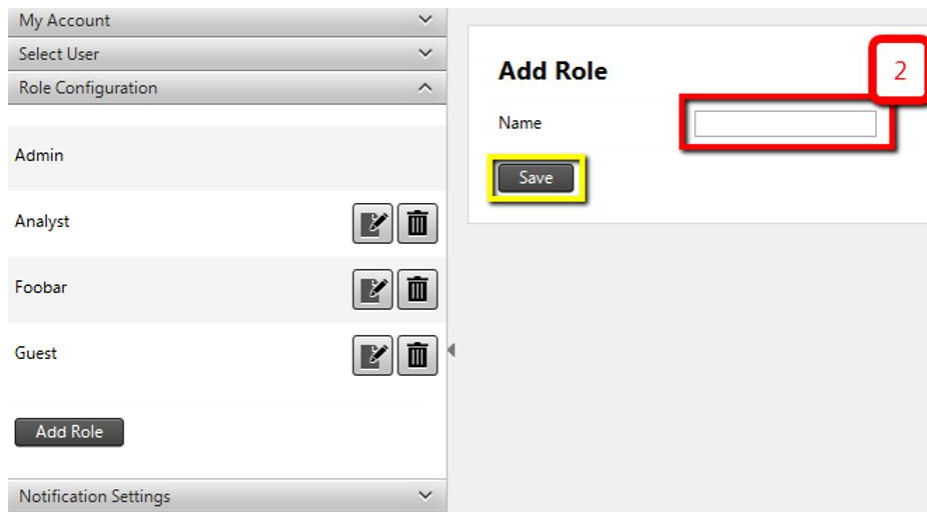 My Account
Select User
Role Configuration
Admin
Analyst
Foobar
Guest
Add Role
Notification Settings
Add Role
2
Name
Save